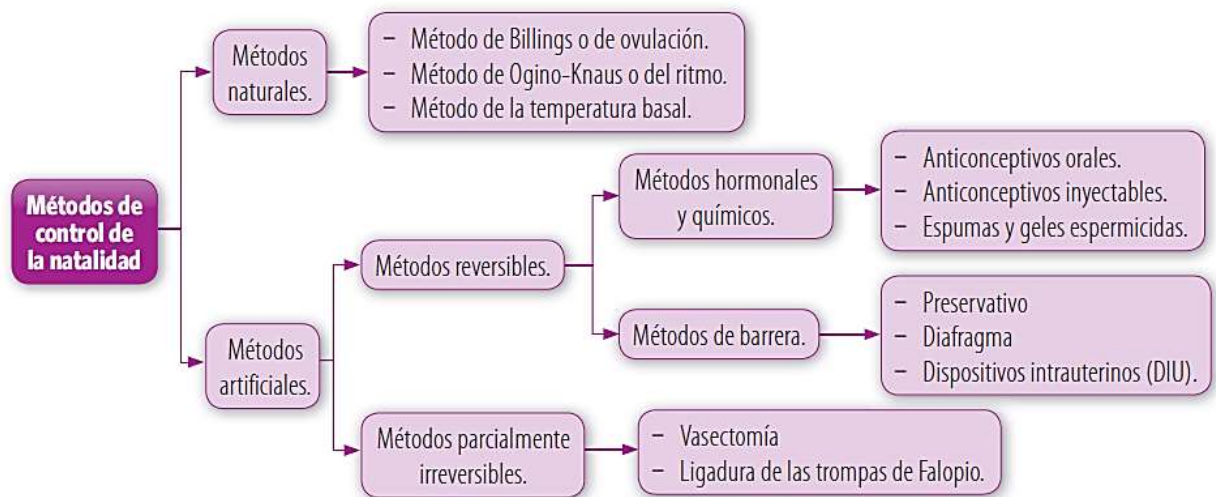 Métodos de
control de
la natalidad
Métodos
naturales.
– Método de Billings o de ovulación.
– Método de Ogino-Knaus o del ritmo.
– Método de la temperatura basal.
Métodos
artificiales.
Métodos reversibles.
Métodos hormonales
y químicos.
– Anticonceptivos orales.
– Anticonceptivos inyectables.
– Espumas y geles espermicidas.
Métodos de barrera.
– Preservativo
– Diafragma
– Dispositivos intrauterinos (DIU).
Métodos parcialmente
irreversibles.
– Vasectomía
– Ligadura de las trompas de Falopio.